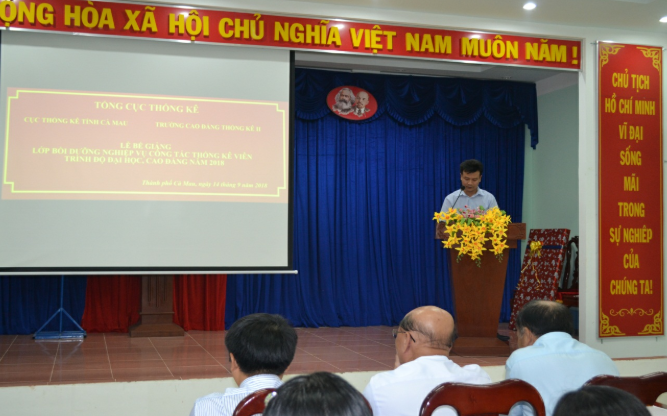 ỘNG HÒA XÃ HỘI CHỦ NGHĨA VIỆT NAM MUÔN NĂM !
TỔNG CỤC THỐNG KÊ
CỤC THỐNG KÊ TỈNH CÀ MAU TRƯỜNG CAO ĐẲNG THỐNG KÊ II
LỄ BẾ GIẢNG
LỚP BỒI DƯỠNG NGHIỆP VỤ CÔNG TÁC THỐNG KÊ VIÊN
TRÌNH ĐỘ ĐẠI HỌC, CAO ĐẲNG NĂM 2018
Thành phố Cà Mau, ngày 14 tháng 9 năm 2018
CHỦ TỊCH
HỒ CHÍ MINH
VĨ ĐẠI
SỐNG
MÃI
TRONG
SỰ NGHIỆP
CỦA
CHÚNG TA!